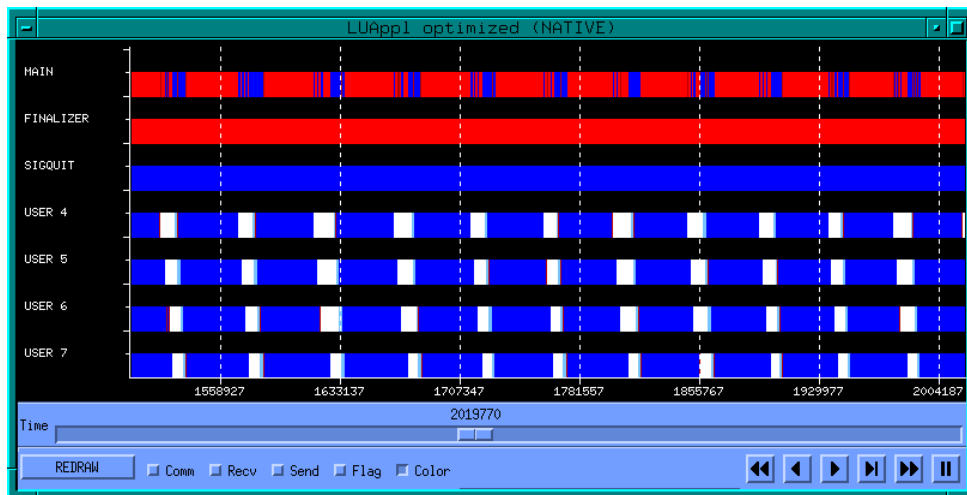 LUAppl optimized (NATIVE)
MAIN
FINALIZER
SIGQUIT
USER 4
USER 5
USER 6
USER 7
1558927 1633137 1707347 1781557 1855767 1929977 2004187
2019770
Time
REDRAW Comm Recv Send Flag Color